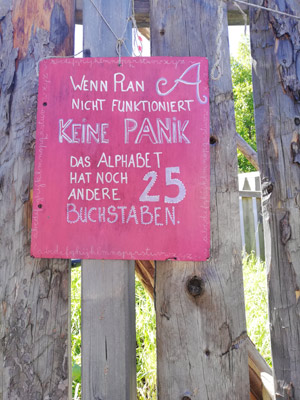 WENN PLAN A
NICHT FUNKTIONIERT
KEINE PANIK
DAS ALPHABET
HAT NOCH
ANDERE 25
BUCHSTABEN.